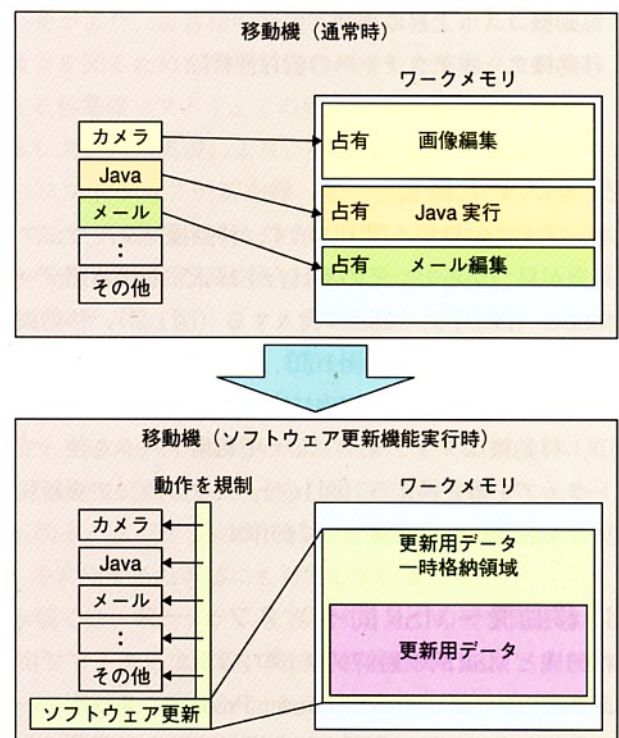 移動機（通常時）
ワークメモリ
カメラ
Java
メール
：
その他
占有 画像編集
占有 Java 実行
占有 メール編集
移動機（ソフトウェア更新機能実行時）
動作を規制
ワークメモリ
カメラ
Java
メール
：
その他
ソフトウェア更新
更新用データ
一時格納領域
更新用データ